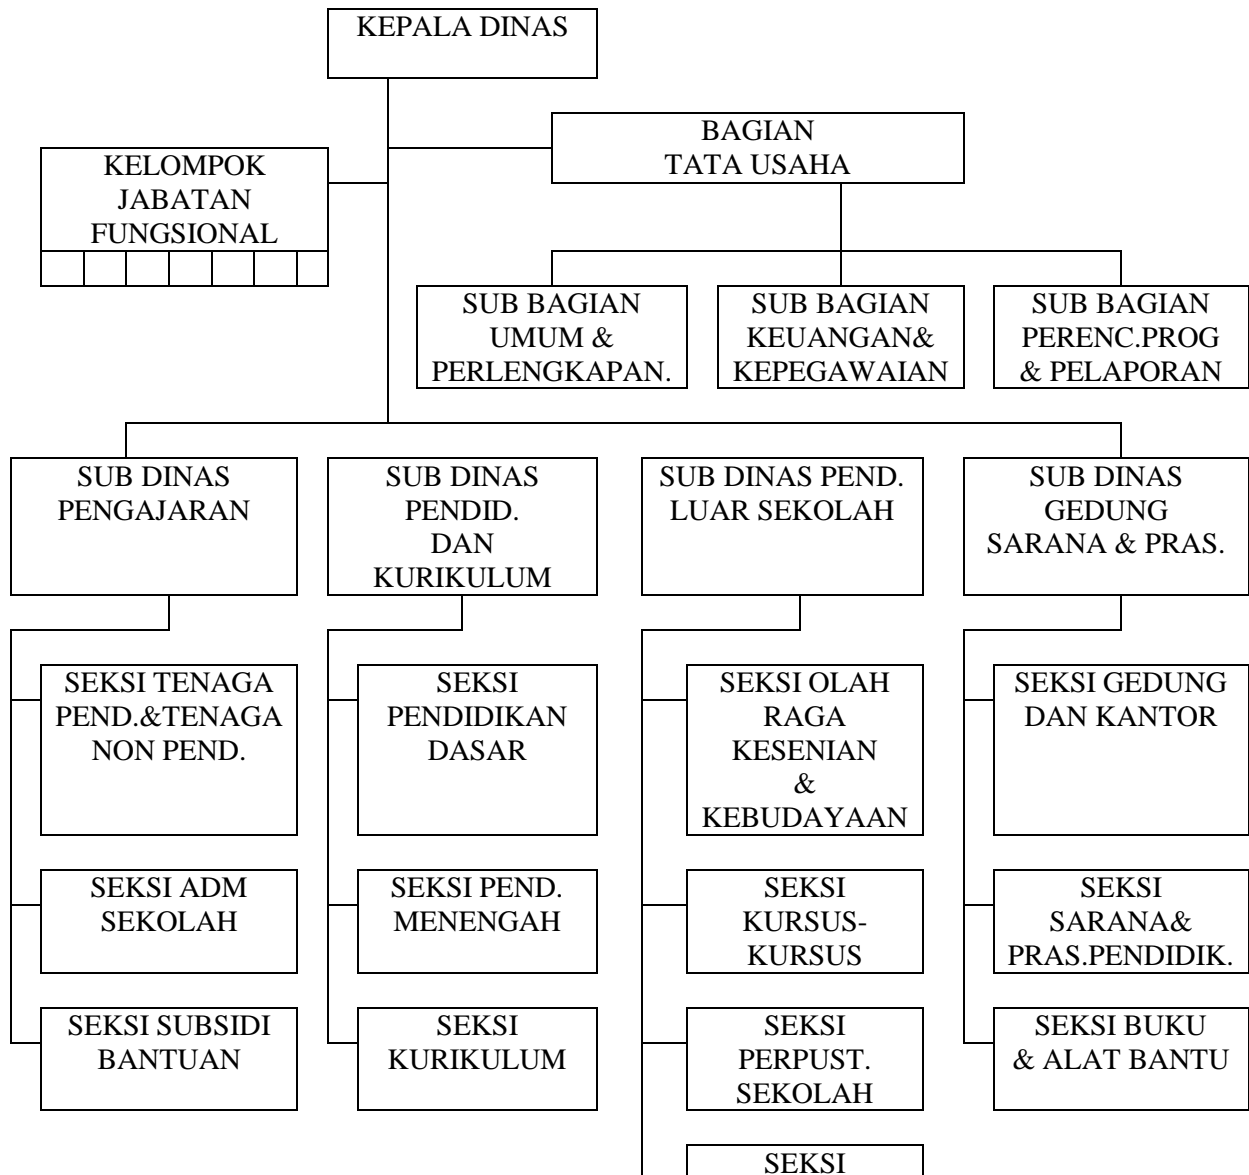 KEPALA DINAS
BAGIAN
TATA USAHA
KELOMPOK
JABATAN
FUNGSIONAL
SUB BAGIAN
UMUM &
PERLENGKAPAN.
SUB BAGIAN
KEUANGAN&
KEPEGAWAIAN
SUB BAGIAN
PERENC.PROG
& PELAPORAN
SUB DINAS
PENGAJARAN
SUB DINAS
PENDID.
DAN
KURIKULUM
SUB DINAS PEND.
LUAR SEKOLAH
SUB DINAS
GEDUNG
SARANA & PRAS.
SEKSI TENAGA
PEND.&TENAGA
NON PEND.
SEKSI
PENDIDIKAN
DASAR
SEKSI OLAH
RAGA
KESENIAN
&
KEBUDAYAAN
SEKSI GEDUNG
DAN KANTOR
SEKSI ADM
SEKOLAH
SEKSI PEND.
MENENGAH
SEKSI
KURSUS-
KURSUS
SEKSI
SARANA&
PRAS.PENDIDIK.
SEKSI SUBSIDI
BANTUAN
SEKSI
KURIKULUM
SEKSI
PERPUST.
SEKOLAH
SEKSI BUKU
& ALAT BANTU
SEKSI